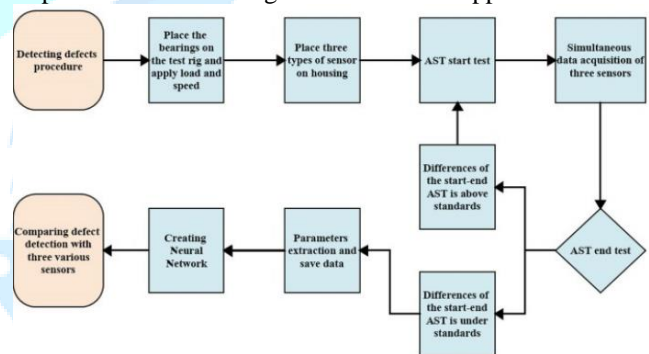 Detecting defects
procedure
Place the
bearings on
the test rig and
apply load and
speed
Place three
types of sensor
on housing
AST start test
Simultaneous
data acquisition of
three sensors
Differences of
the start-end
AST is above
standards
AST end test
Differences of
the start-end
AST is under
standards
Parameters
extraction and
save data
Creating
Neural
Network
Comparing defect
detection with
three various
sensors